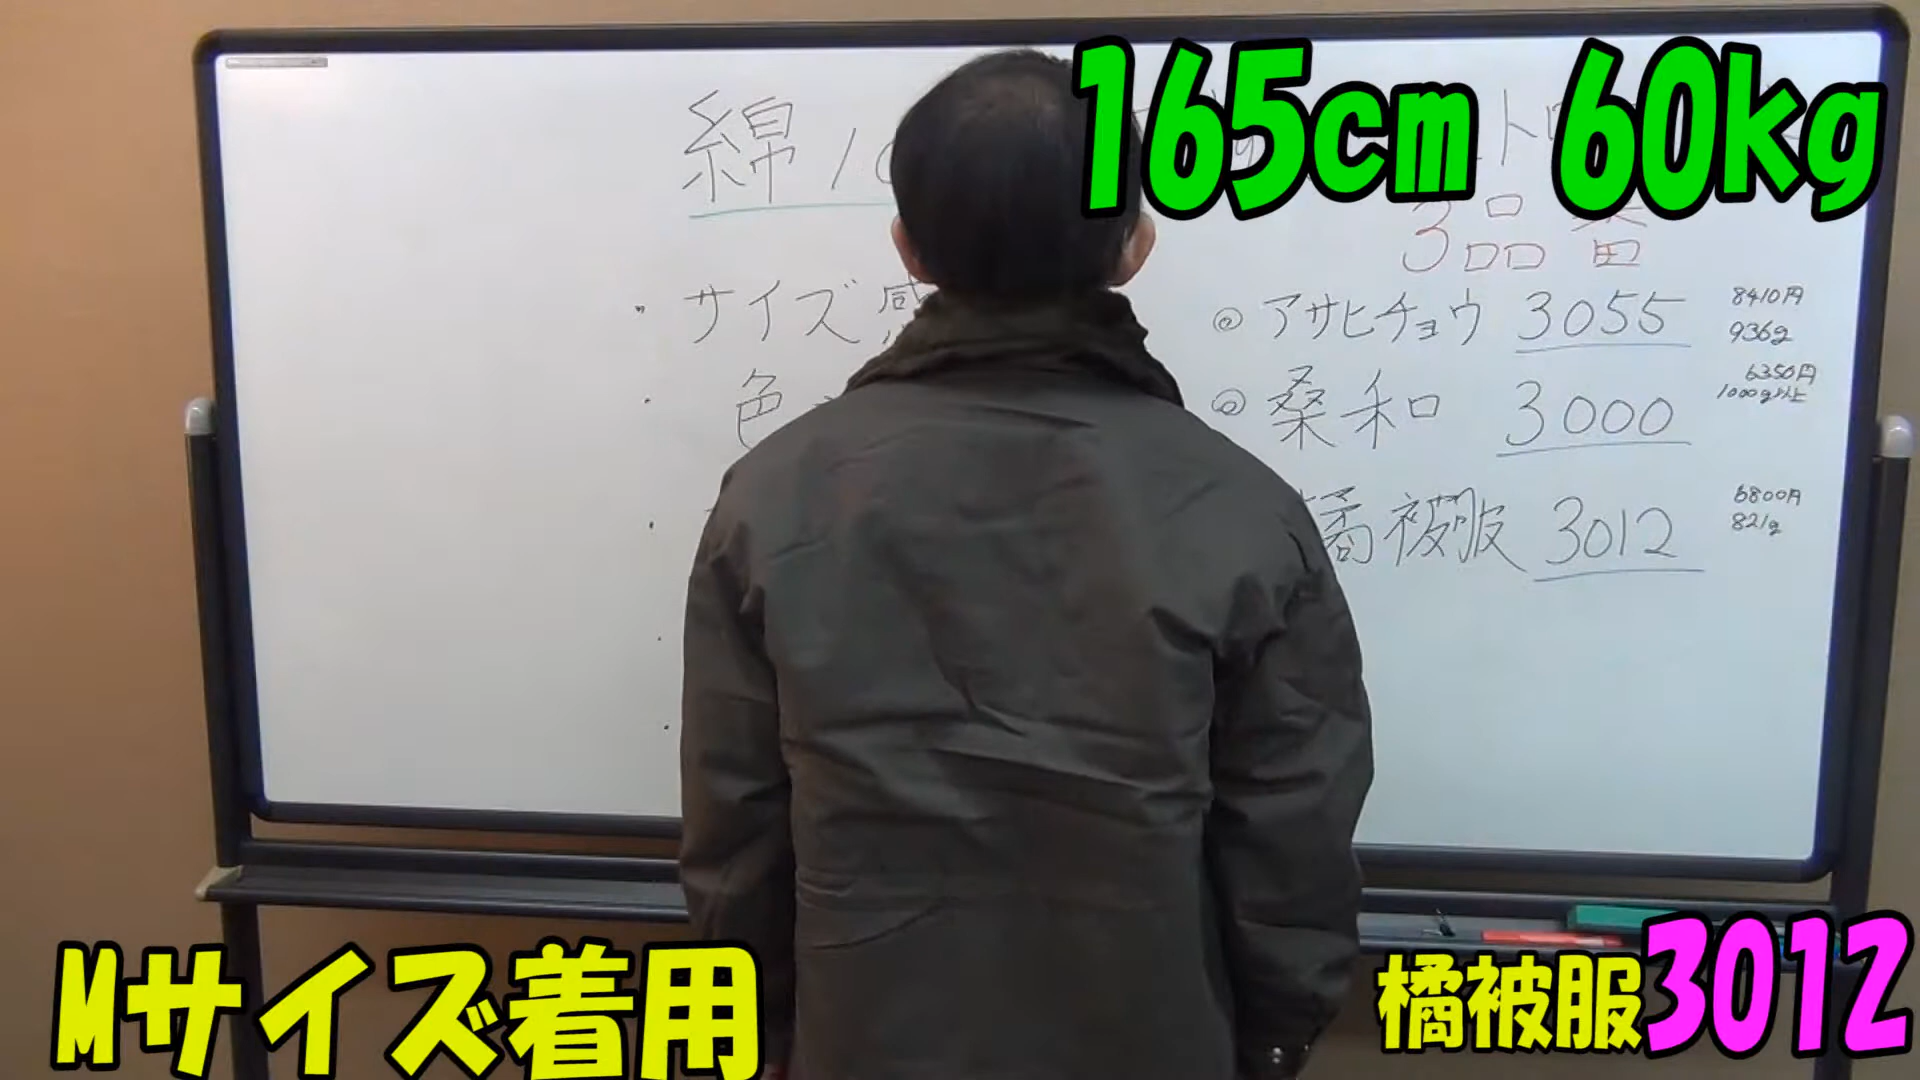 165cm 60kg
綿10
3品番
・サイズ感
◎アサヒチョウ 3055
8410円
936g
・色
◎桑和 3000
6350円
1000g以上
橘被服 3012
6800円
821g
Mサイズ着用
橘被服3012